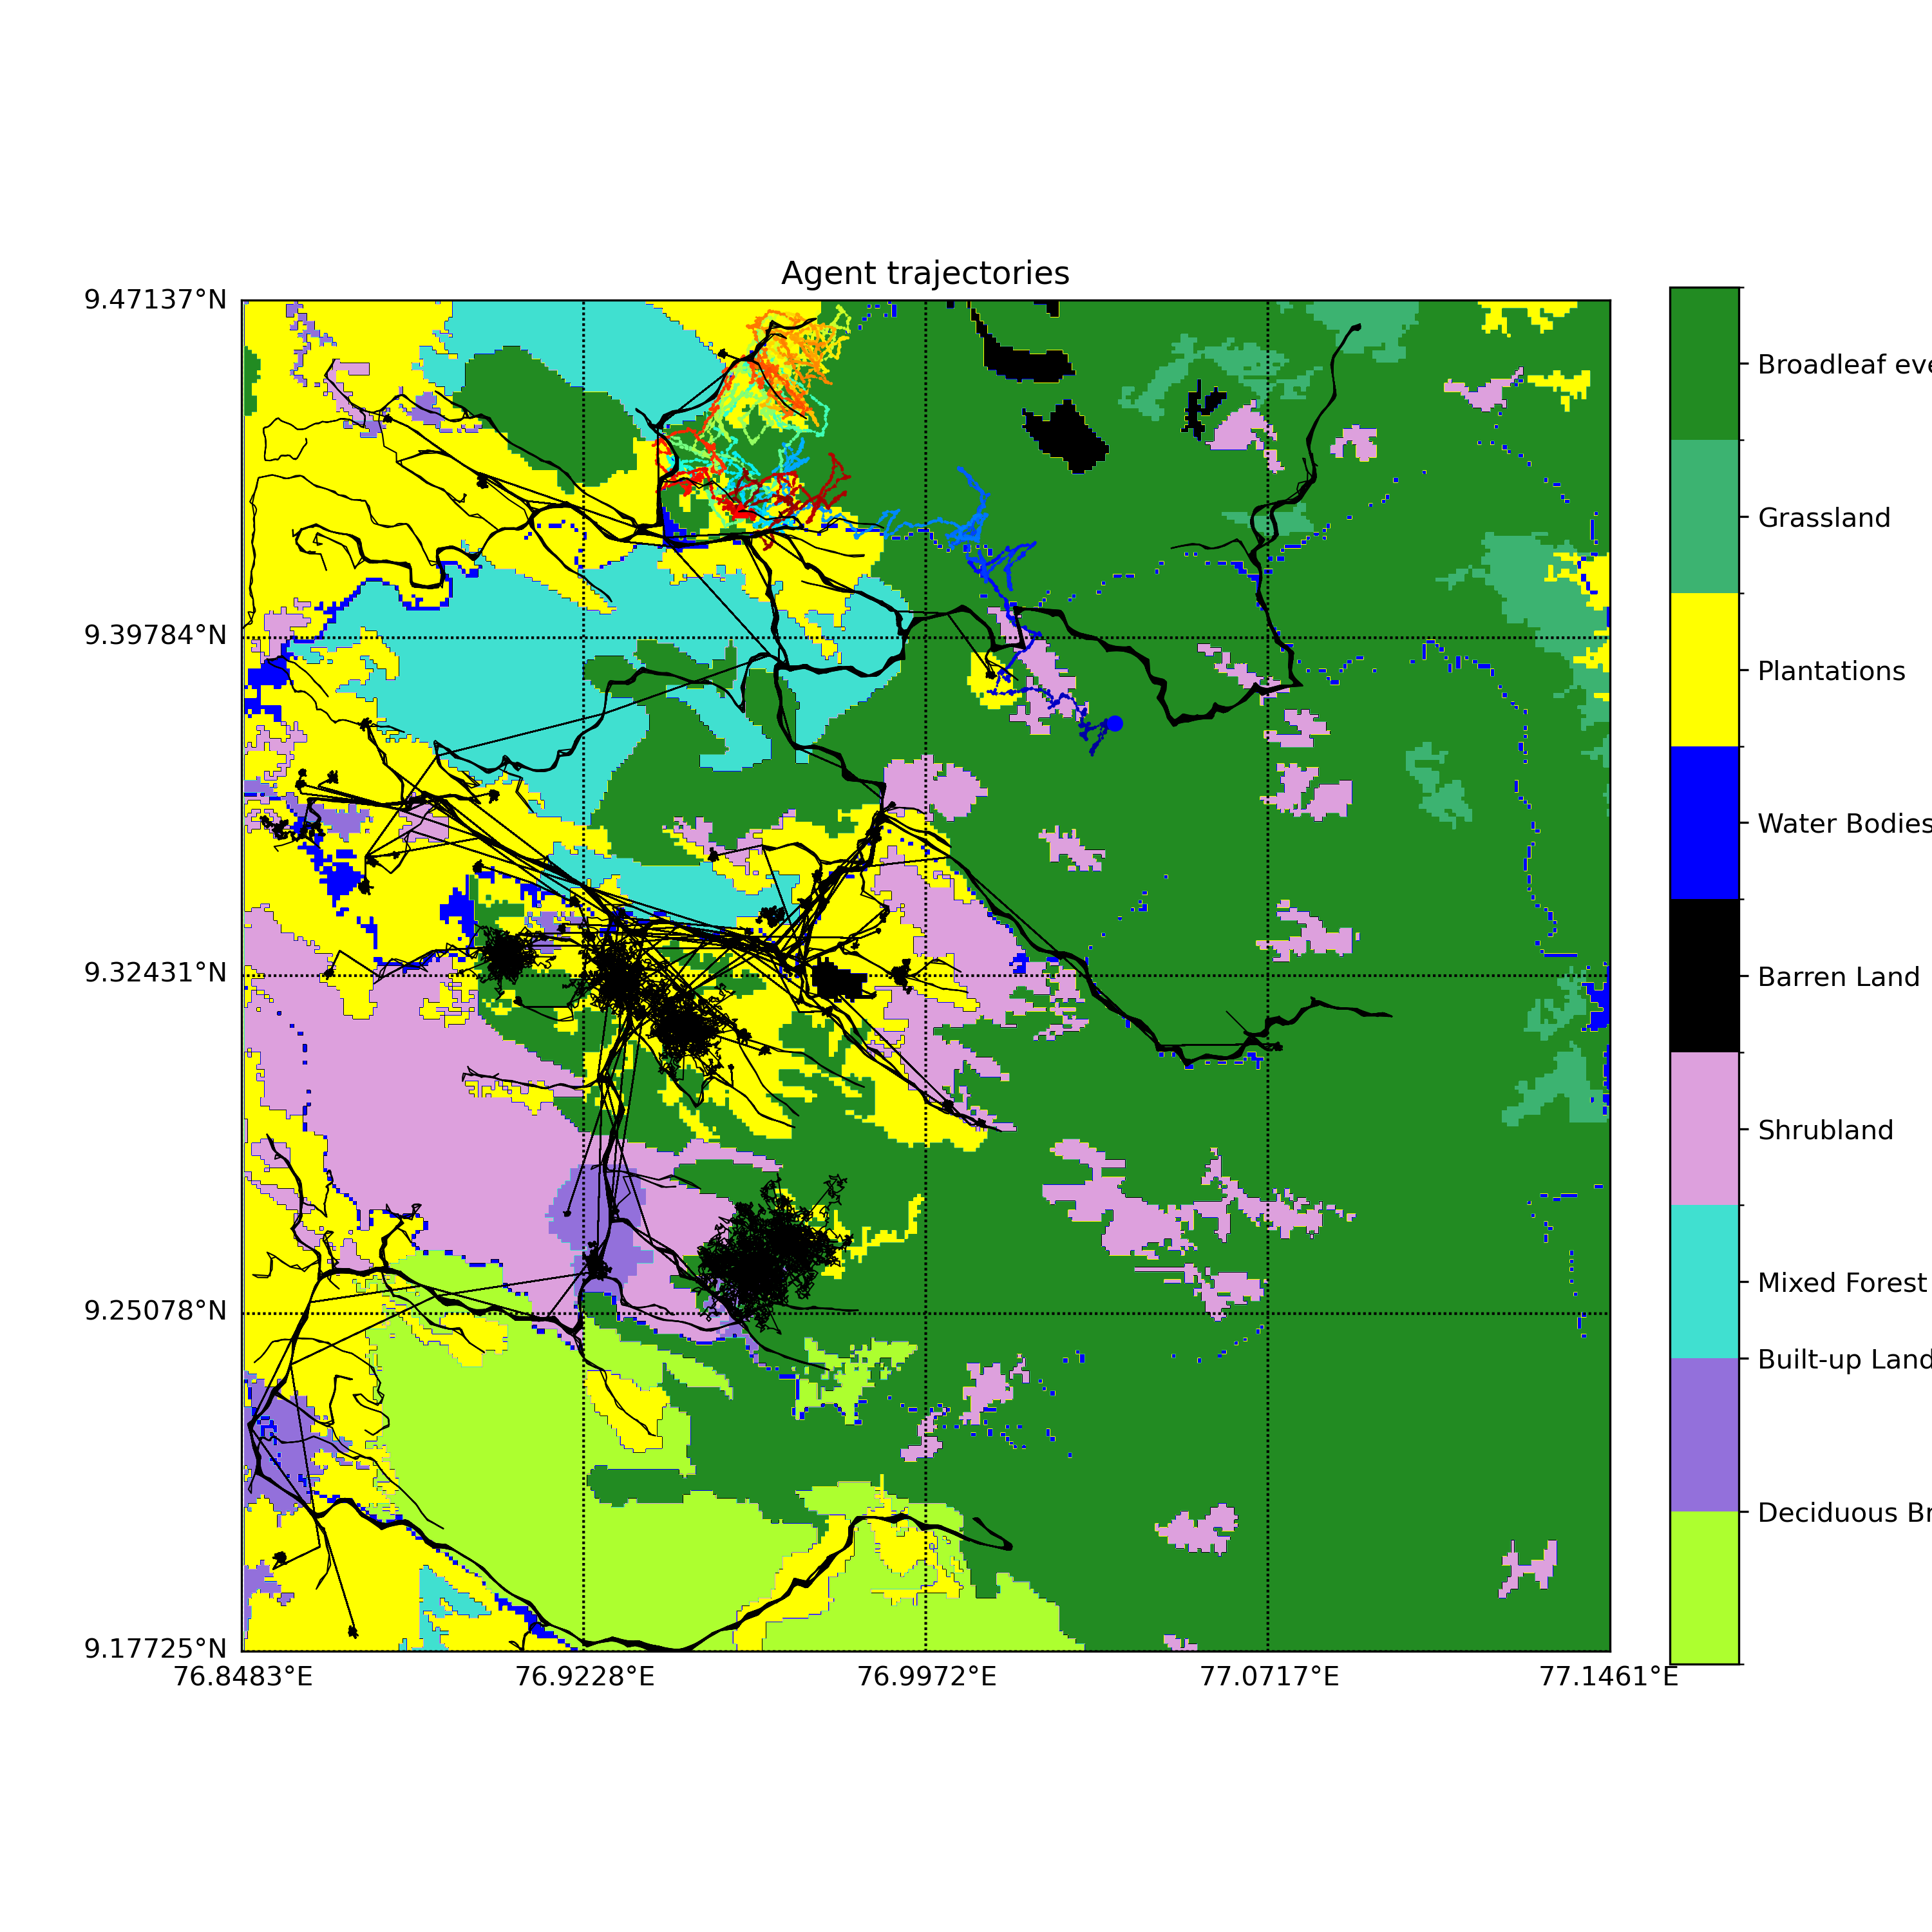 Agent trajectories
9.47137°N
9.39784°N
9.32431°N
9.25078°N
9.17725°N
76.8483°E
76.9228°E
76.9972°E
77.0717°E
77.1461°E
Broadleaf eve
Grassland
Plantations
Water Bodies
Barren Land
Shrubland
Mixed Forest
Built-up Land
Deciduous Br